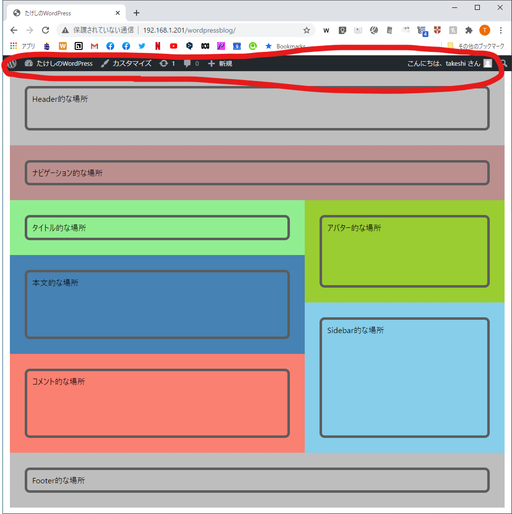 たけしのWordPress
保護されていない通信
192.168.1.201/wordpressblog/
アプリ
Bookmarks
その他のブックマーク
たけしのWordPress カスタマイズ 1 0 新規 こんにちは、takeshi さん
Header的な場所
ナビゲーション的な場所
タイトル的な場所
アバター的な場所
本文的な場所
Sidebar的な場所
コメント的な場所
Footer的な場所